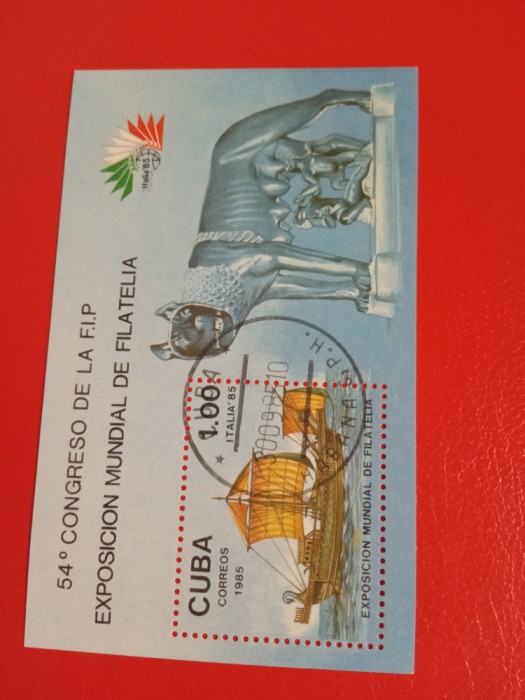 54º CONGRESO DE LA F.I.P
EXPOSICION MUNDIAL DE FILATELIA
Italia'85
CUBA
CORREOS
1985
1.00
ITALIA'85
EXPOSICION MUNDIAL DE FILATELIA
P.H.